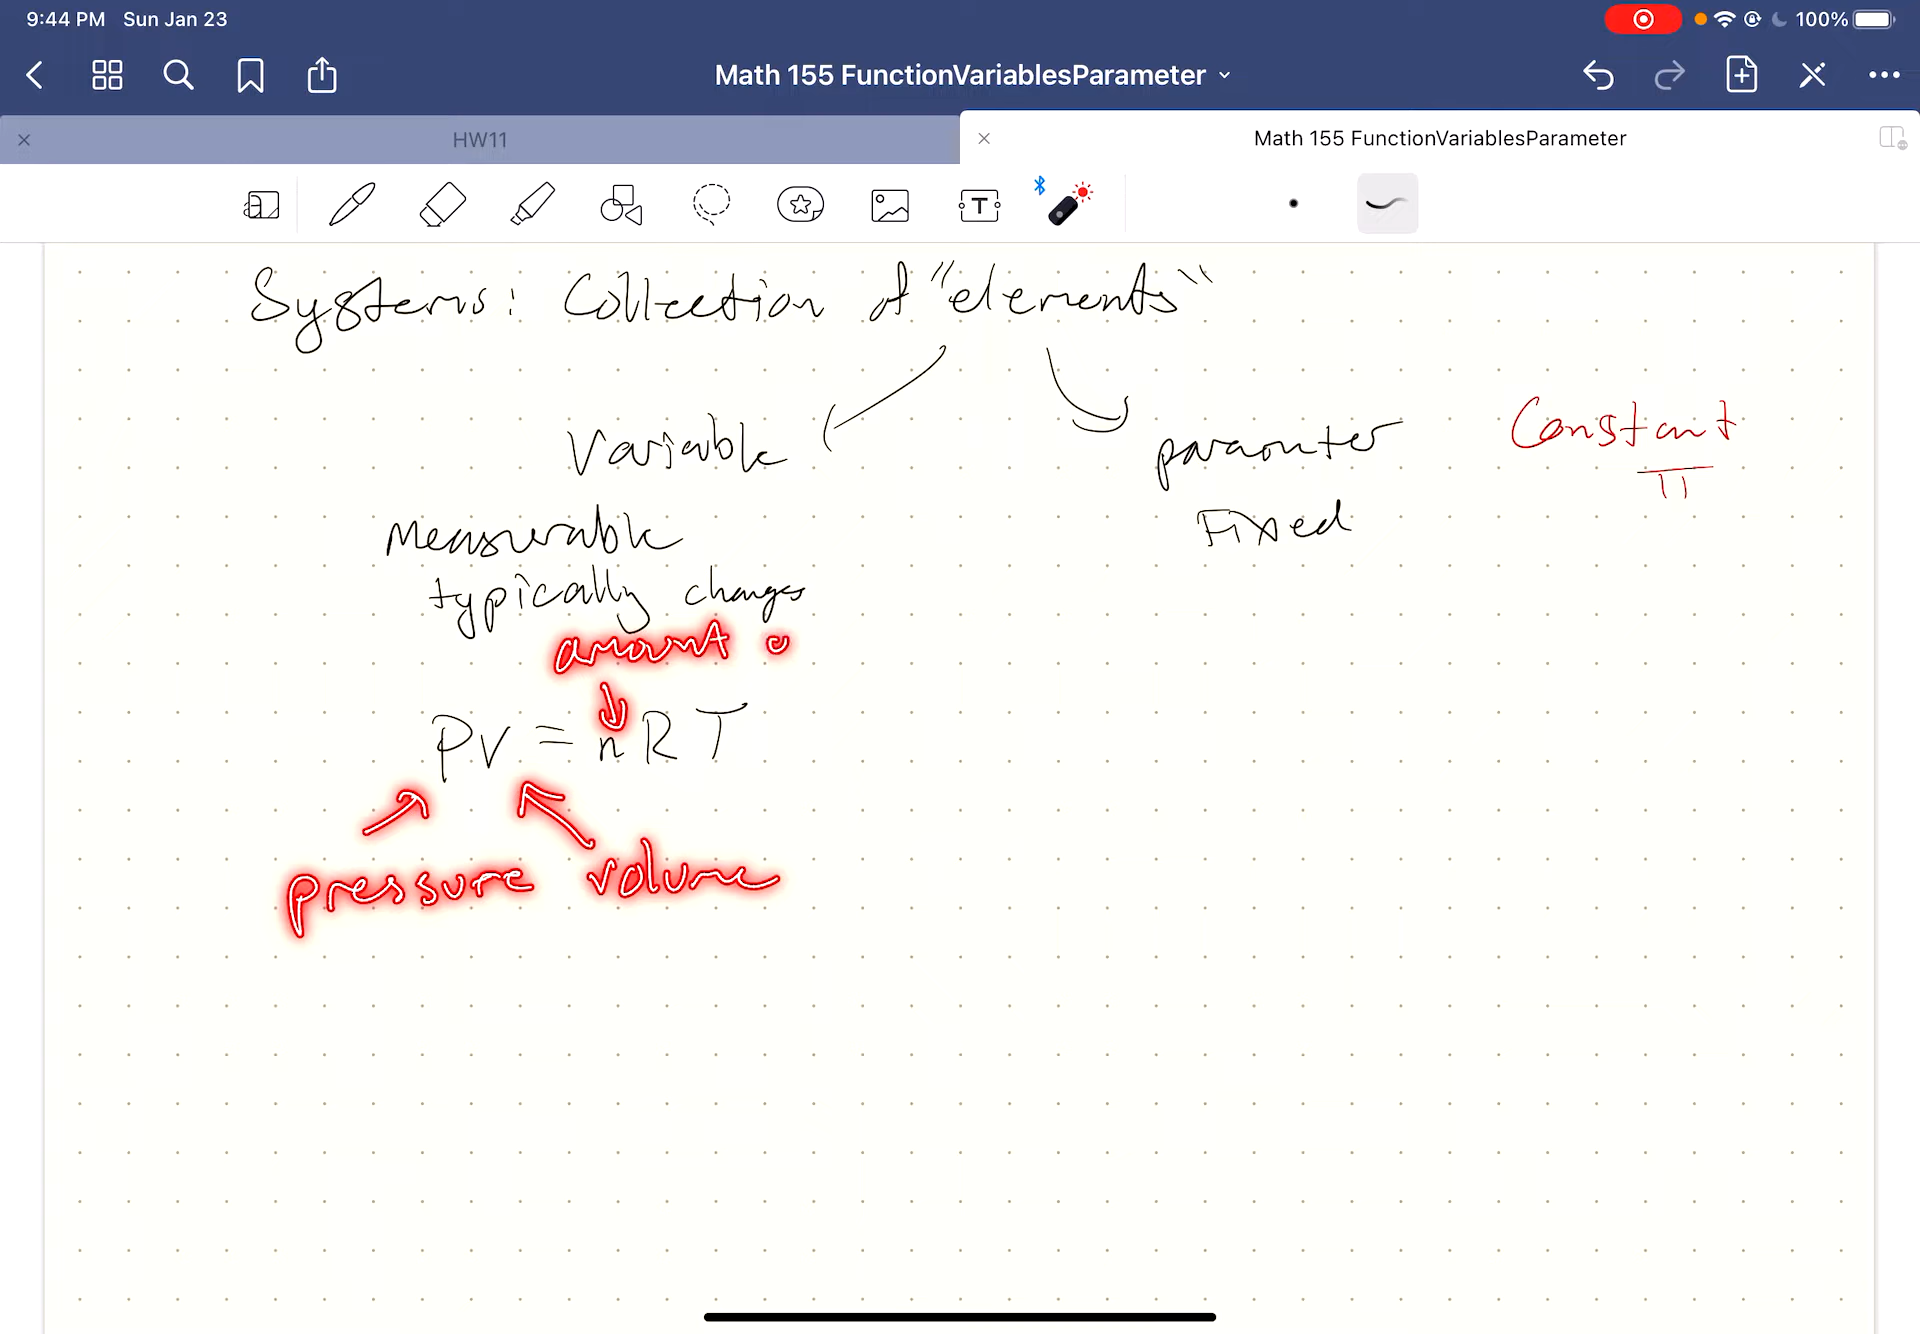 9:44 PM Sun Jan 23
100%
Math 155 FunctionVariablesParameter
HW11
Math 155 FunctionVariablesParameter
Systems: Collection of "elements"
Variable
parameter
Constant
π
Measurable
Fixed
typically changes
amount o
PV = nRT
pressure volume